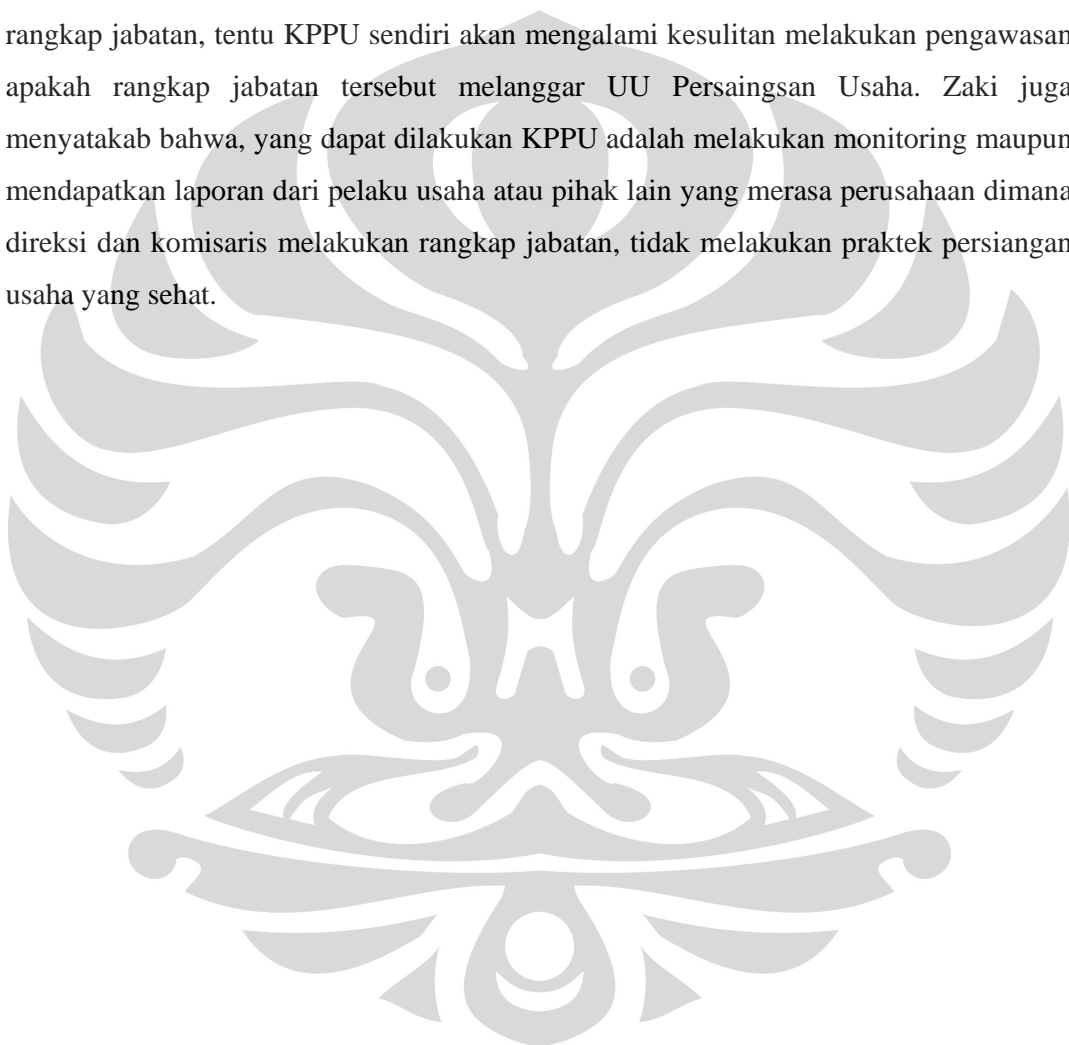 rangkap jabatan, tentu KPPU sendiri akan mengalami kesulitan melakukan pengawasan
apakah rangkap jabatan tersebut melanggar UU Persaingsan Usaha. Zaki juga
menyatakab bahwa, yang dapat dilakukan KPPU adalah melakukan monitoring maupun
mendapatkan laporan dari pelaku usaha atau pihak lain yang merasa perusahaan dimana
direksi dan komisaris melakukan rangkap jabatan, tidak melakukan praktek persiangan
usaha yang sehat.